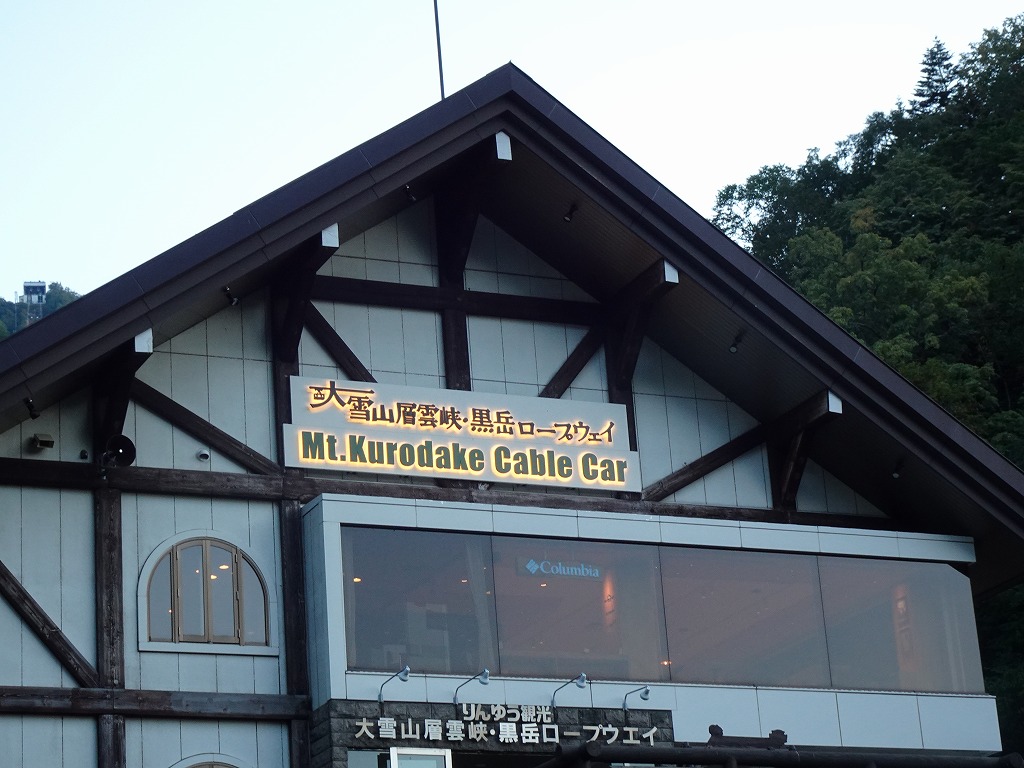 大雪山層雲峡・黒岳ロープウェイ
Mt.Kurodake Cable Car
Columbia
りんゆう観光
大雪山層雲峡・黒岳ロープウエイ